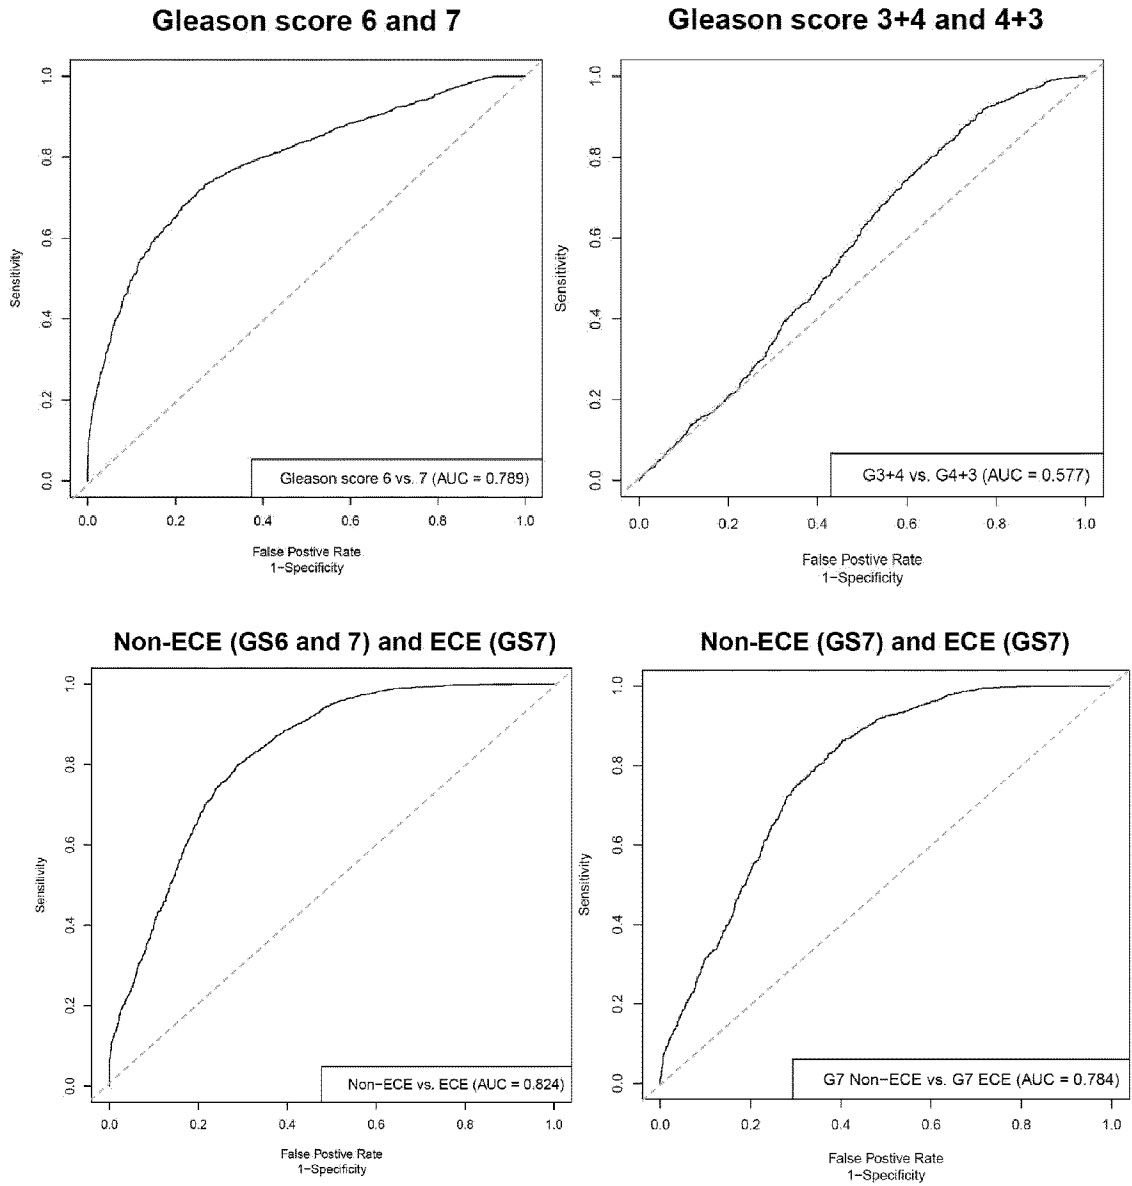 Gleason score 6 and 7
Sensitivity
0.0 0.2 0.4 0.6 0.8 1.0
Gleason score 6 vs. 7 (AUC = 0.789)
0.0 0.2 0.4 0.6 0.8 1.0
False Postive Rate
1−Specificity
Gleason score 3+4 and 4+3
Sensitivity
0.0 0.2 0.4 0.6 0.8 1.0
G3+4 vs. G4+3 (AUC = 0.577)
0.0 0.2 0.4 0.6 0.8 1.0
False Postive Rate
1−Specificity
Non-ECE (GS6 and 7) and ECE (GS7)
Sensitivity
0.0 0.2 0.4 0.6 0.8 1.0
Non−ECE vs. ECE (AUC = 0.824)
0.0 0.2 0.4 0.6 0.8 1.0
False Postive Rate
1−Specificity
Non-ECE (GS7) and ECE (GS7)
Sensitivity
0.0 0.2 0.4 0.6 0.8 1.0
G7 Non−ECE vs. G7 ECE (AUC = 0.784)
0.0 0.2 0.4 0.6 0.8 1.0
False Postive Rate
1−Specificity